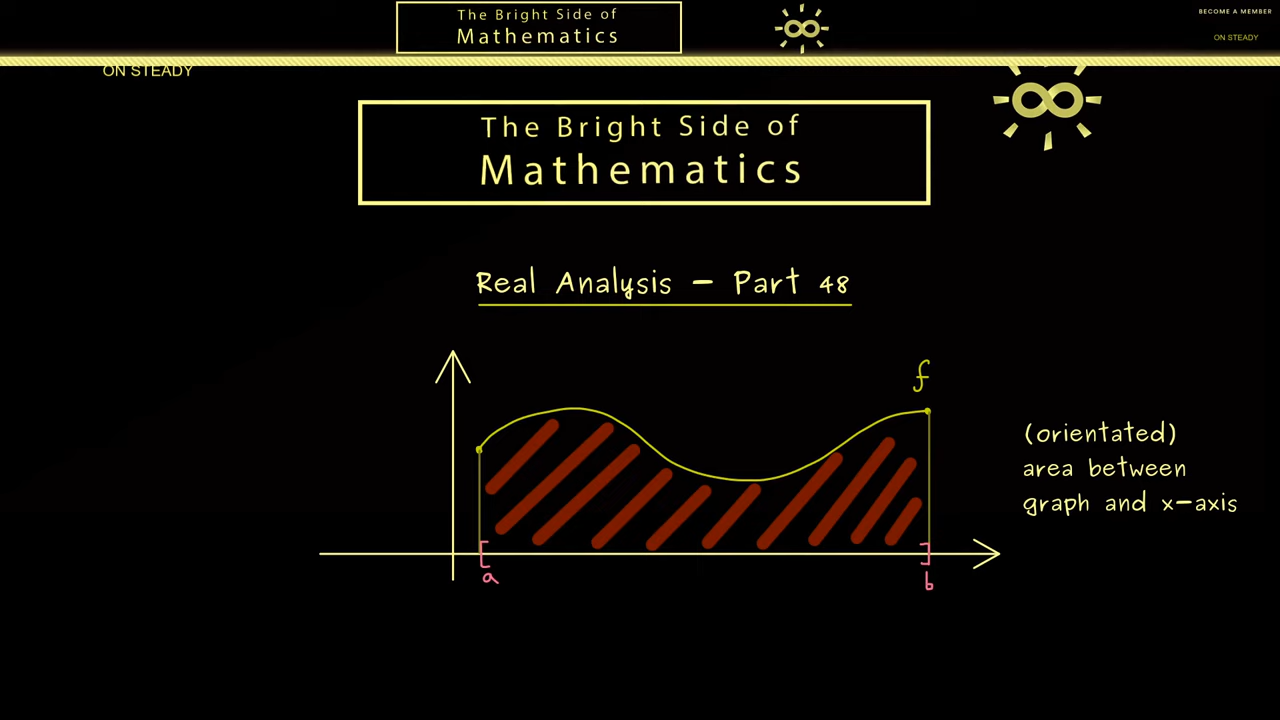 The Bright Side of
Mathematics
BECOME A MEMBER
ON STEADY
ON STEADY
The Bright Side of
Mathematics
Real Analysis – Part 48
f
(orientated)
area between
graph and x-axis
[ ]
a b